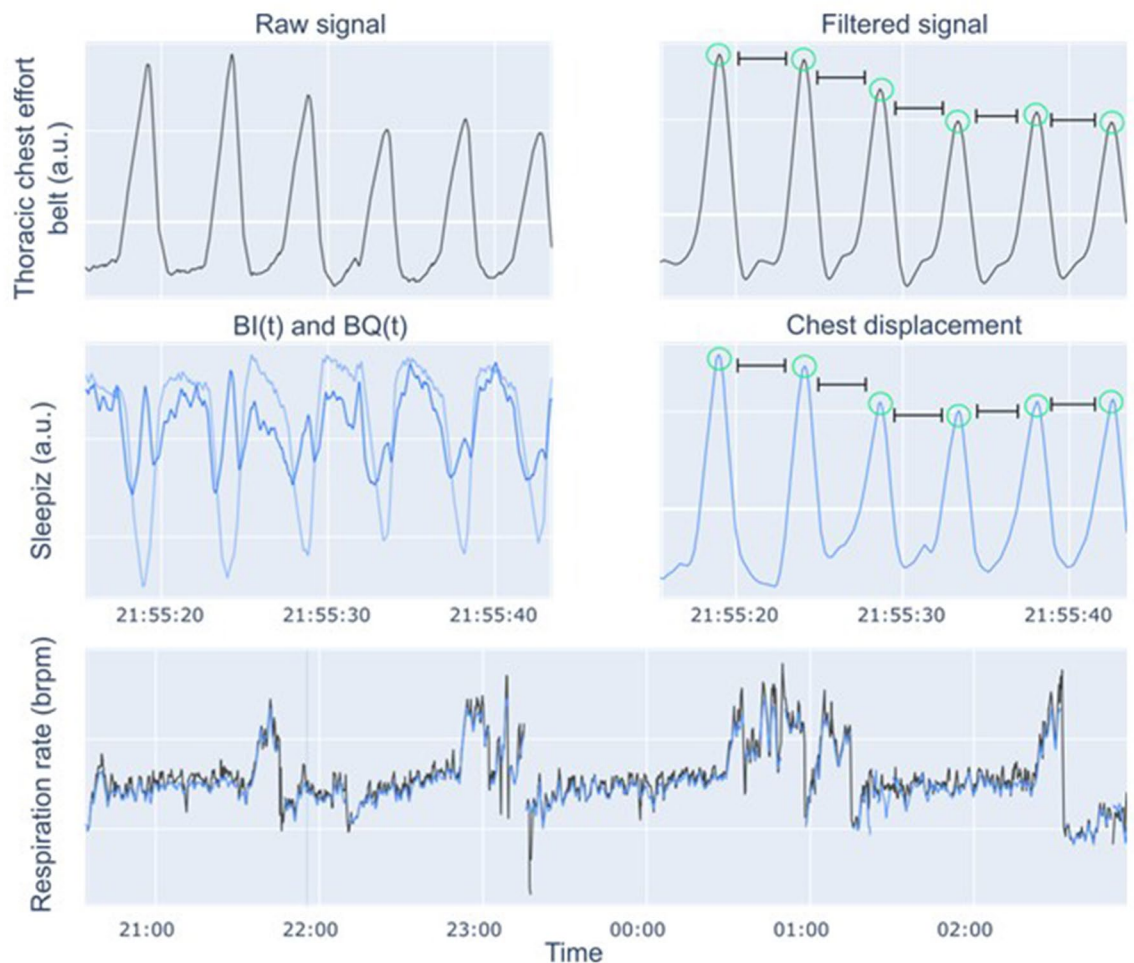 Raw signal
Filtered signal
Thoracic chest effort
belt (a.u.)
BI(t) and BQ(t)
Chest displacement
Sleepiz (a.u.)
21:55:20
21:55:30
21:55:40
21:55:20
21:55:30
21:55:40
Respiration rate (brpm)
21:00
22:00
23:00
00:00
01:00
02:00
Time